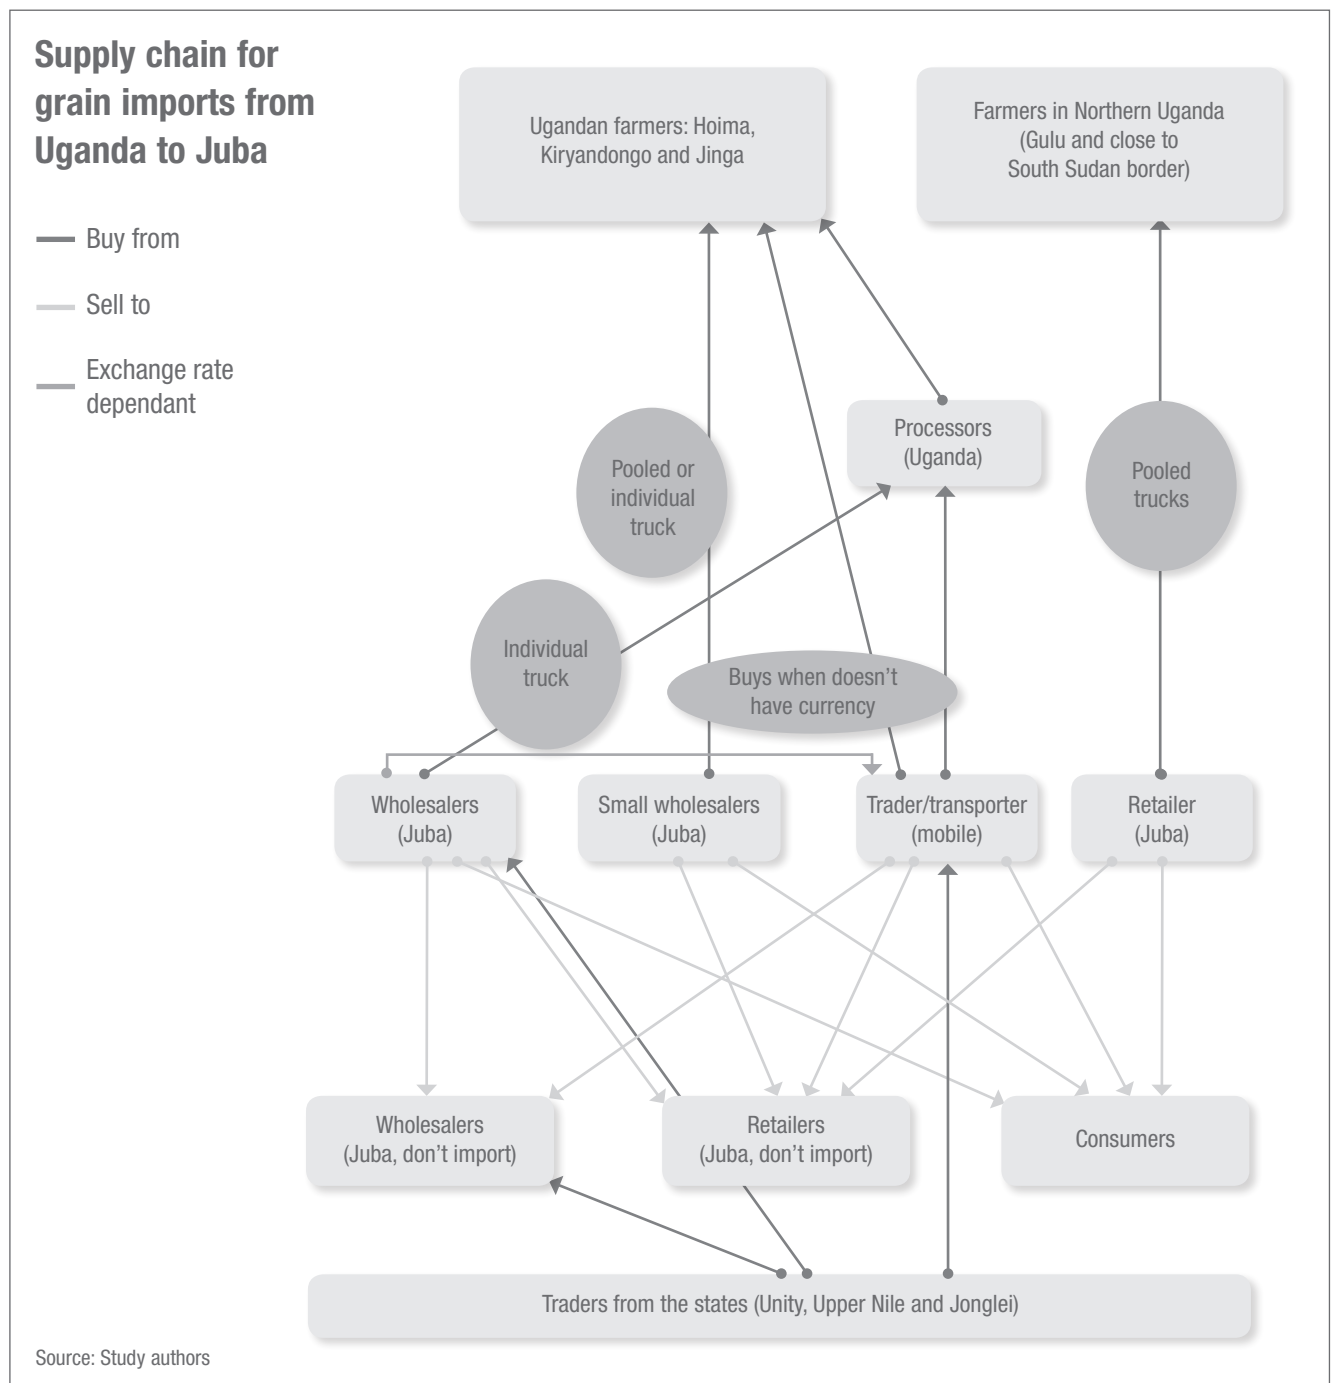 Supply chain for
grain imports from
Uganda to Juba
Buy from
Sell to
Exchange rate
dependant
Ugandan farmers: Hoima,
Kiryandongo and Jinga
Farmers in Northern Uganda
(Gulu and close to
South Sudan border)
Processors
(Uganda)
Pooled or
individual
truck
Pooled
trucks
Individual
truck
Buys when doesn't
have currency
Wholesalers
(Juba)
Small wholesalers
(Juba)
Trader/transporter
(mobile)
Retailer
(Juba)
Wholesalers
(Juba, don't import)
Retailers
(Juba, don't import)
Consumers
Traders from the states (Unity, Upper Nile and Jonglei)
Source: Study authors